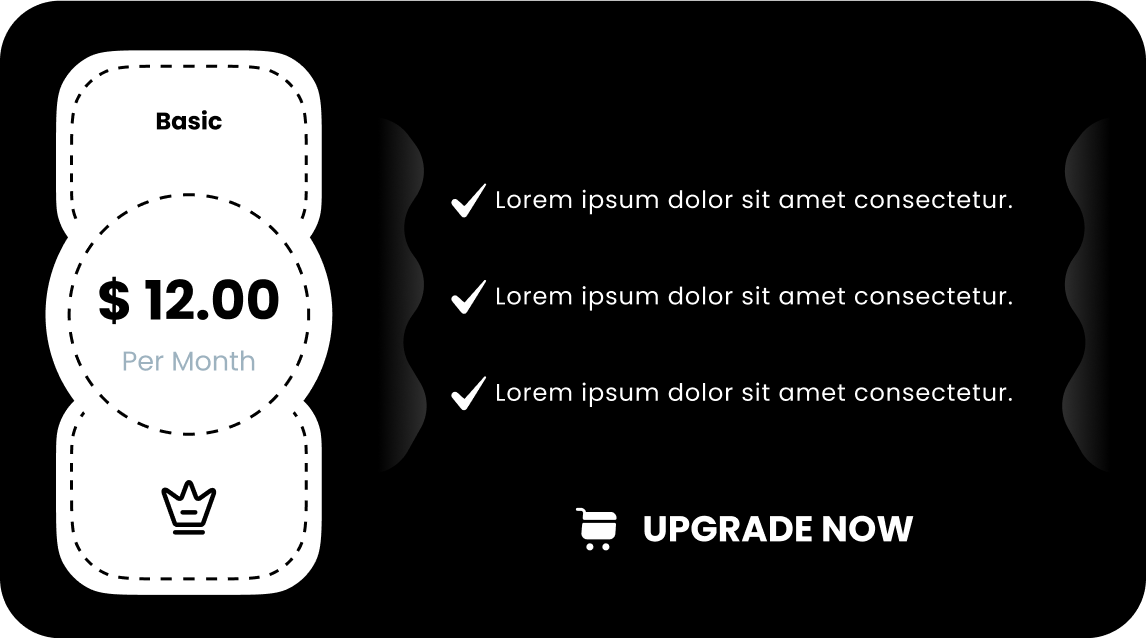 Basic
$ 12.00
Per Month
Lorem ipsum dolor sit amet consectetur.
Lorem ipsum dolor sit amet consectetur.
Lorem ipsum dolor sit amet consectetur.
UPGRADE NOW